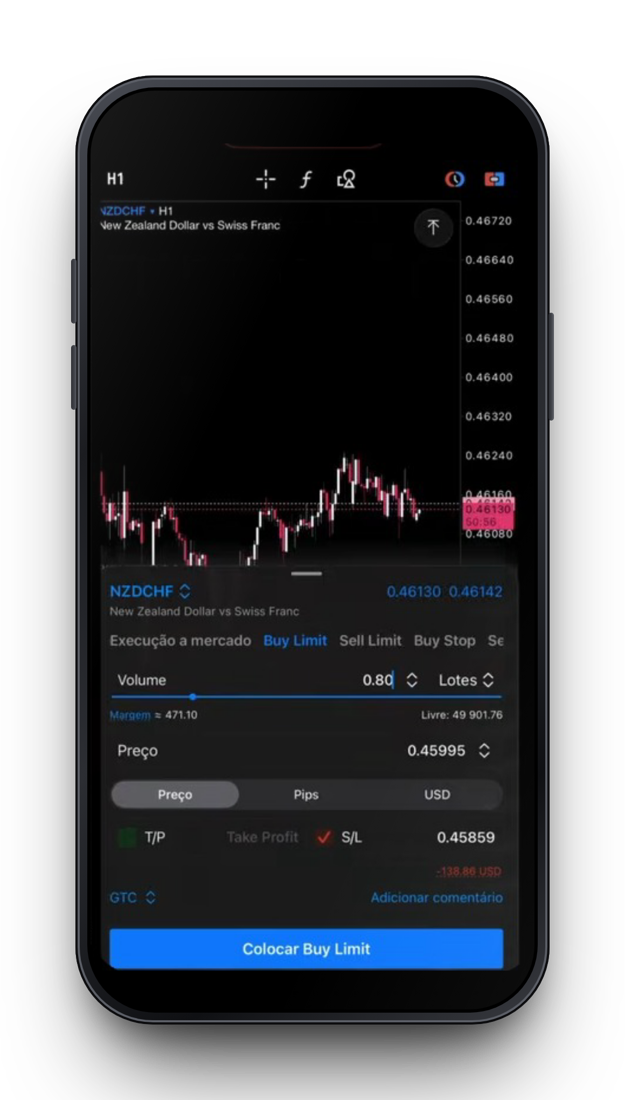 H1
NZDCHF • H1
New Zealand Dollar vs Swiss Franc
0.46720
0.46640
0.46560
0.46480
0.46400
0.46320
0.46240
0.46160
0.46142
0.46130
50:56
0.46080
NZDCHF 0.46130 0.46142
New Zealand Dollar vs Swiss Franc
Execução a mercado Buy Limit Sell Limit Buy Stop Se
Volume 0.80 Lotes
Margem ≈ 471.10 Livre: 49 901.76
Preço 0.45995
Preço Pips USD
T/P Take Profit S/L 0.45859
-138.86 USD
GTC Adicionar comentário
Colocar Buy Limit